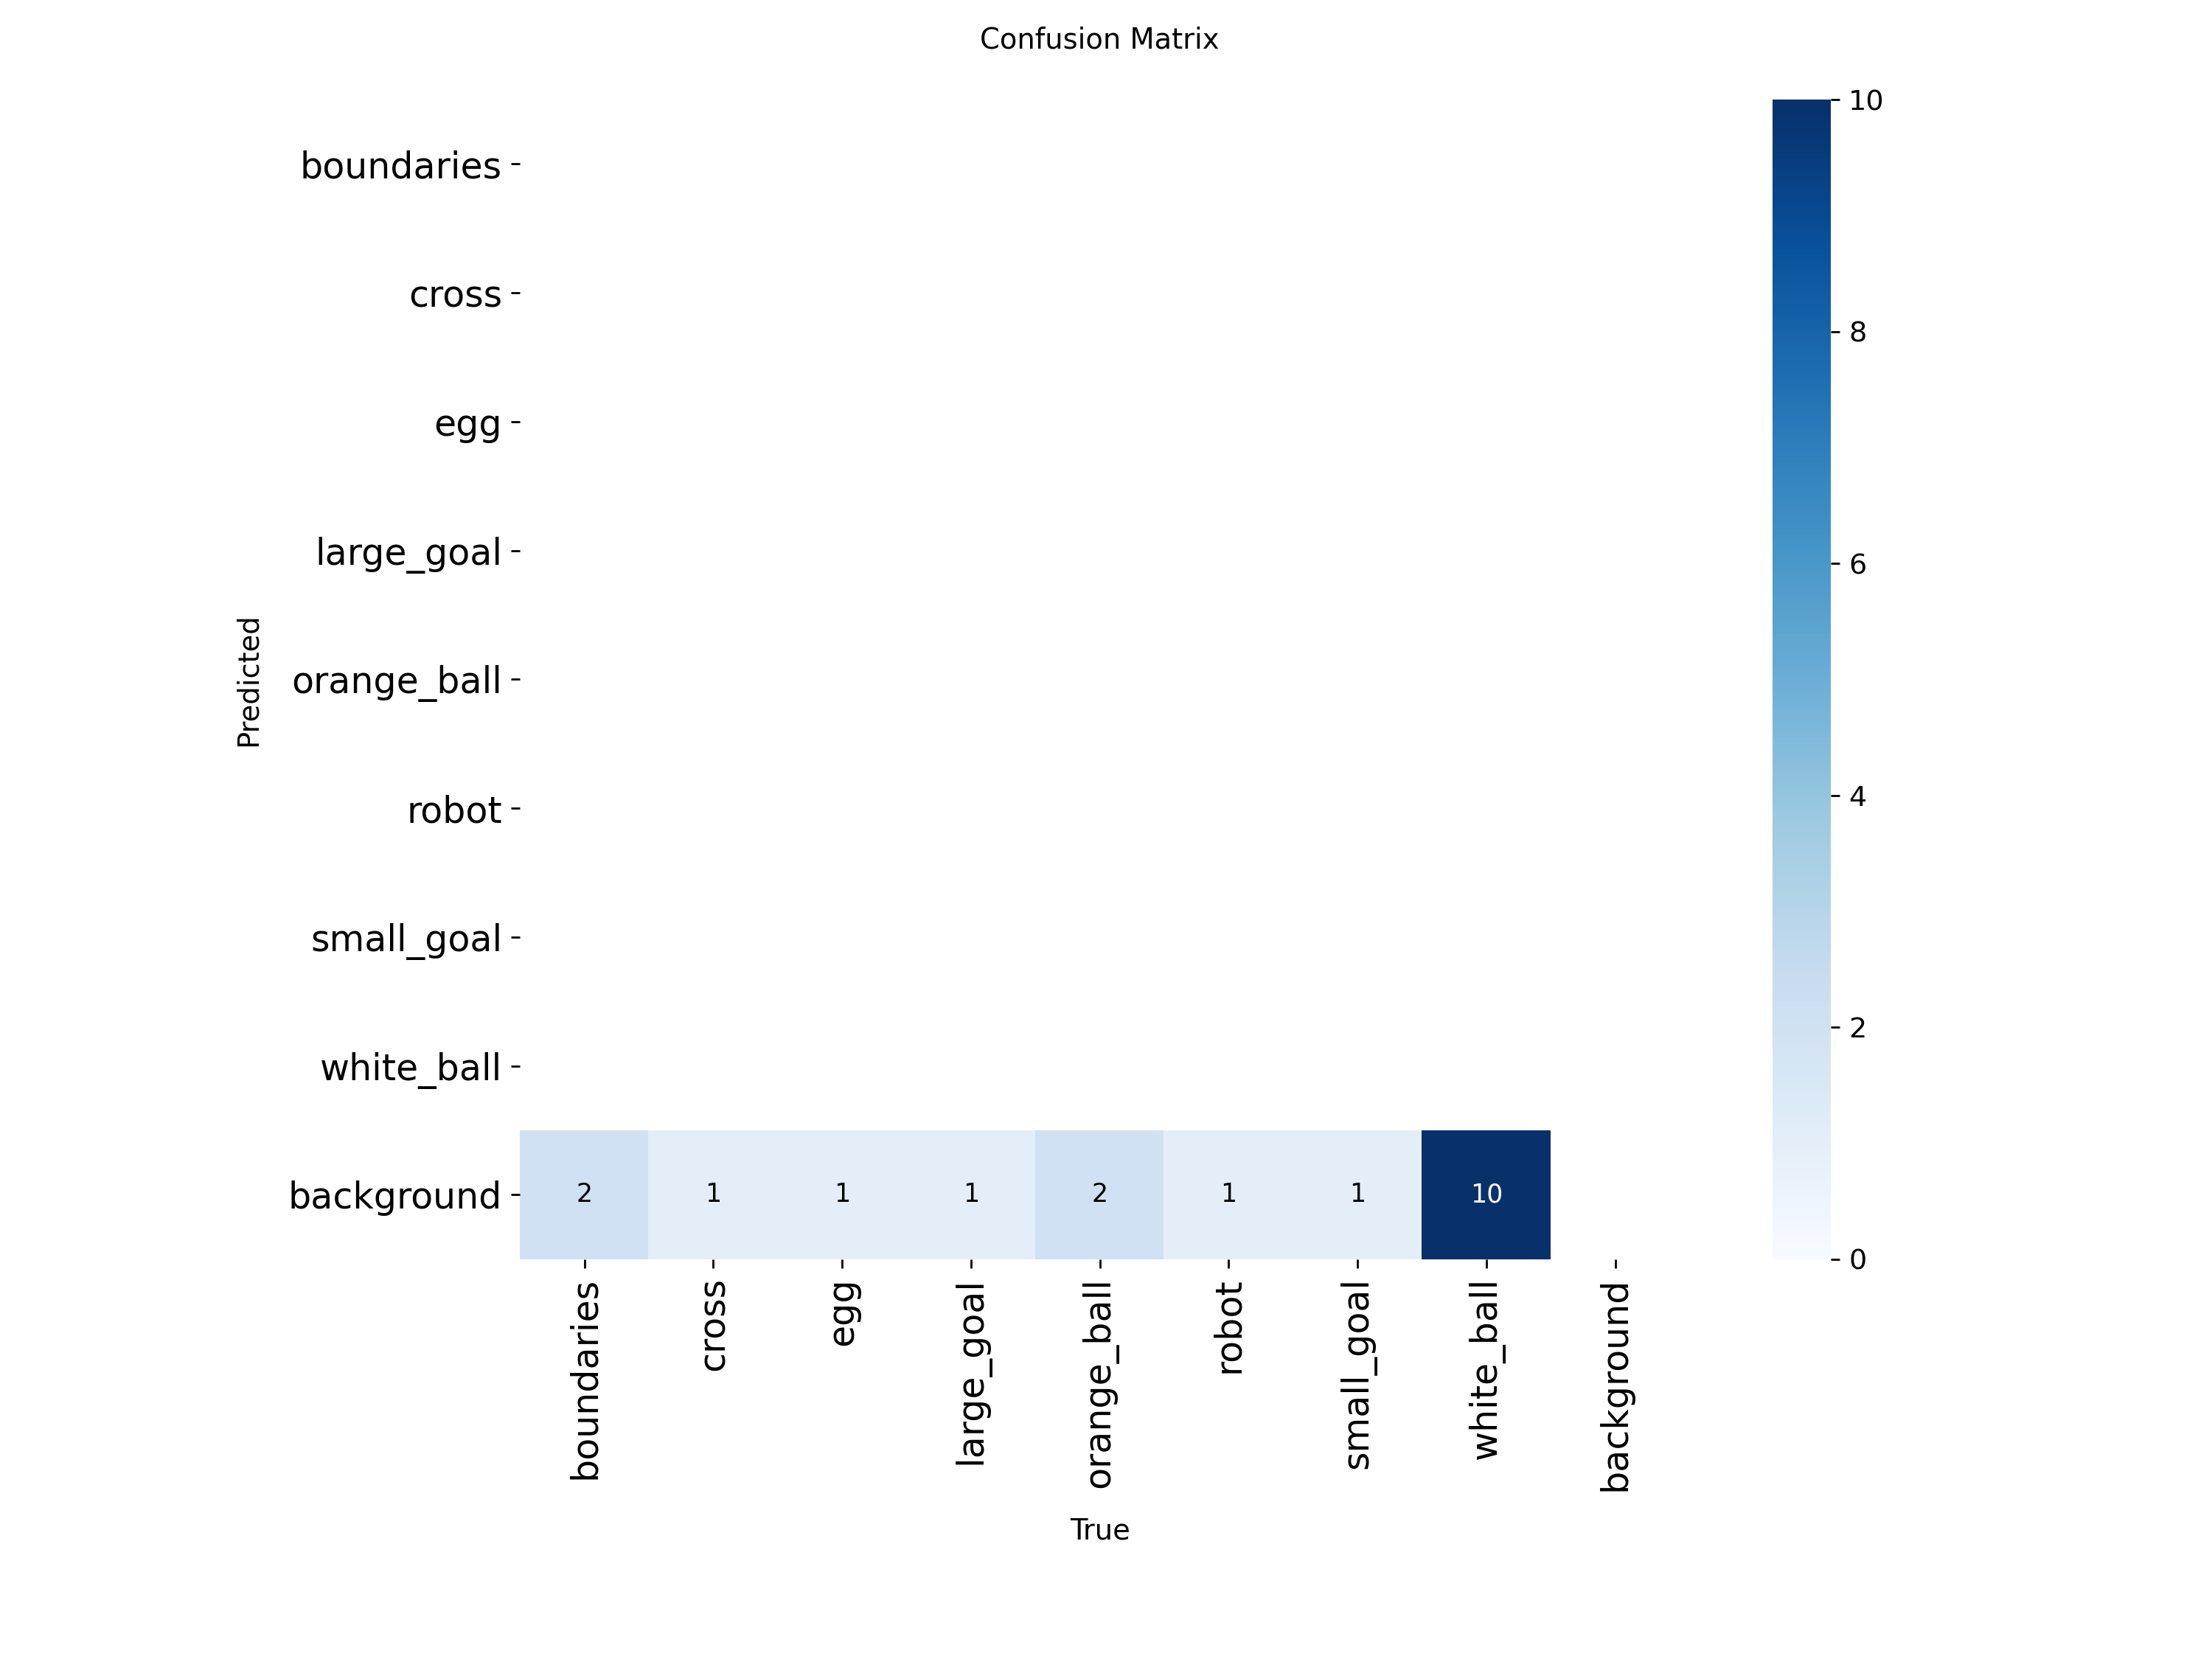 Confusion Matrix
boundaries
cross
egg
large_goal
orange_ball
robot
small_goal
white_ball
background
Predicted
2 1 1 1 2 1 1 10
boundaries cross egg large_goal orange_ball robot small_goal white_ball background
True
10
8
6
4
2
0